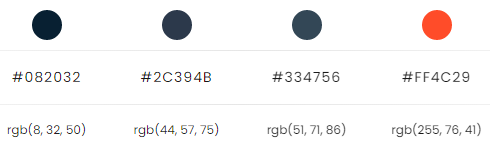 #082032 #2C394B #334756 #FF4C29
rgb(8, 32, 50) rgb(44, 57, 75) rgb(51, 71, 86) rgb(255, 76, 41)